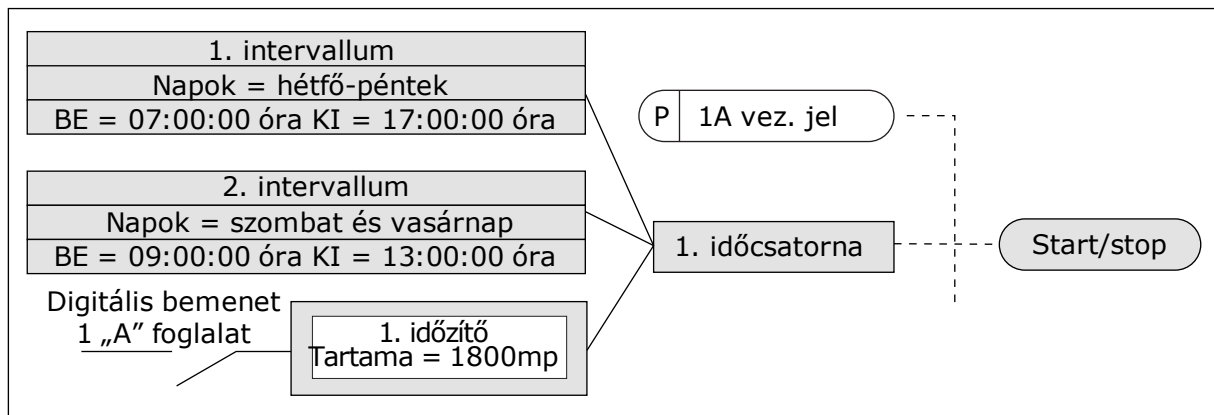 1. intervallum
Napok = hétfő-péntek
BE = 07:00:00 óra KI = 17:00:00 óra
P 1A vez. jel
2. intervallum
Napok = szombat és vasárnap
BE = 09:00:00 óra KI = 13:00:00 óra
1. időcsatorna
Start/stop
Digitális bemenet
1 „A” foglalat
1. időzítő
Tartama = 1800mp